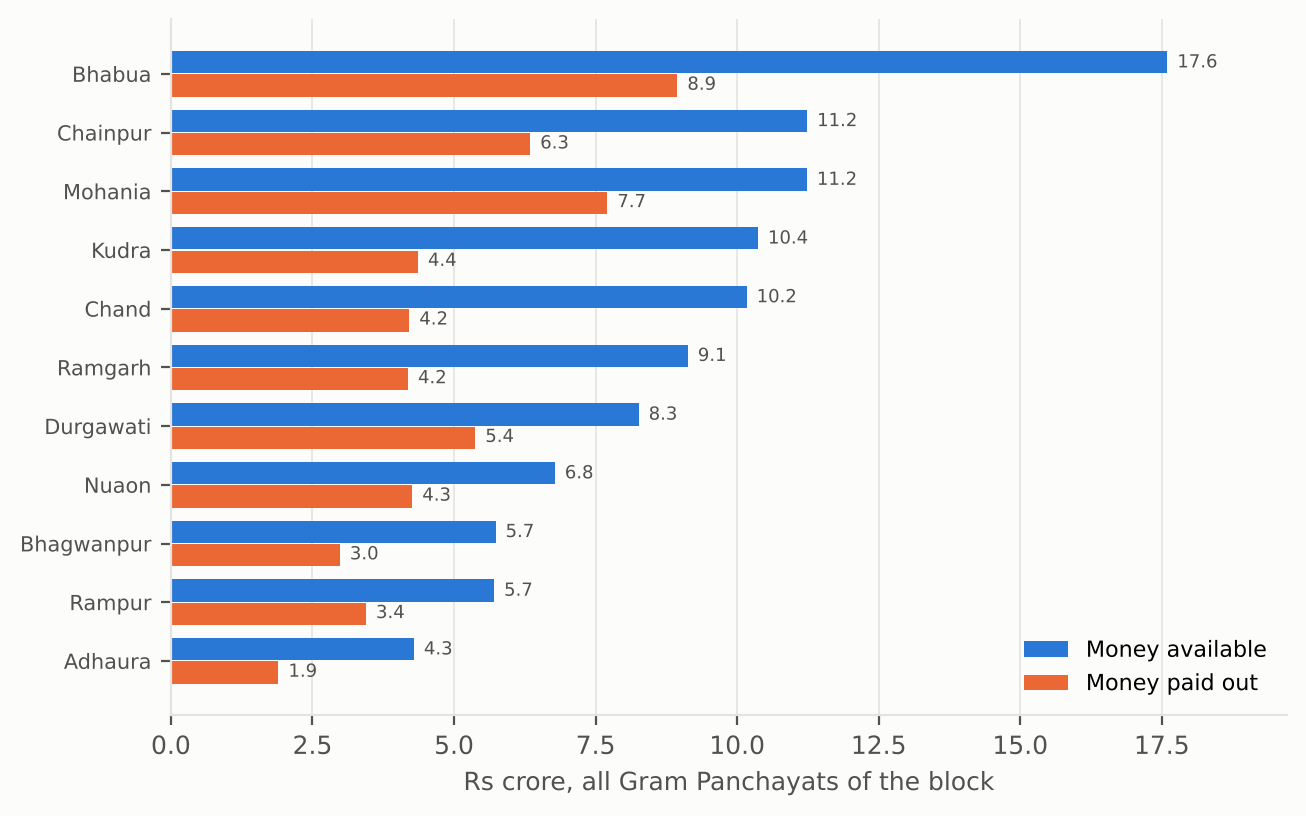 Bhabua 17.6
8.9
Chainpur 11.2
6.3
Mohania 11.2
7.7
Kudra 10.4
4.4
Chand 10.2
4.2
Ramgarh 9.1
4.2
Durgawati 8.3
5.4
Nuaon 6.8
4.3
Bhagwanpur 5.7
3.0
Rampur 5.7
3.4
Adhaura 4.3
1.9
Money available
Money paid out
0.0 2.5 5.0 7.5 10.0 12.5 15.0 17.5
Rs crore, all Gram Panchayats of the block